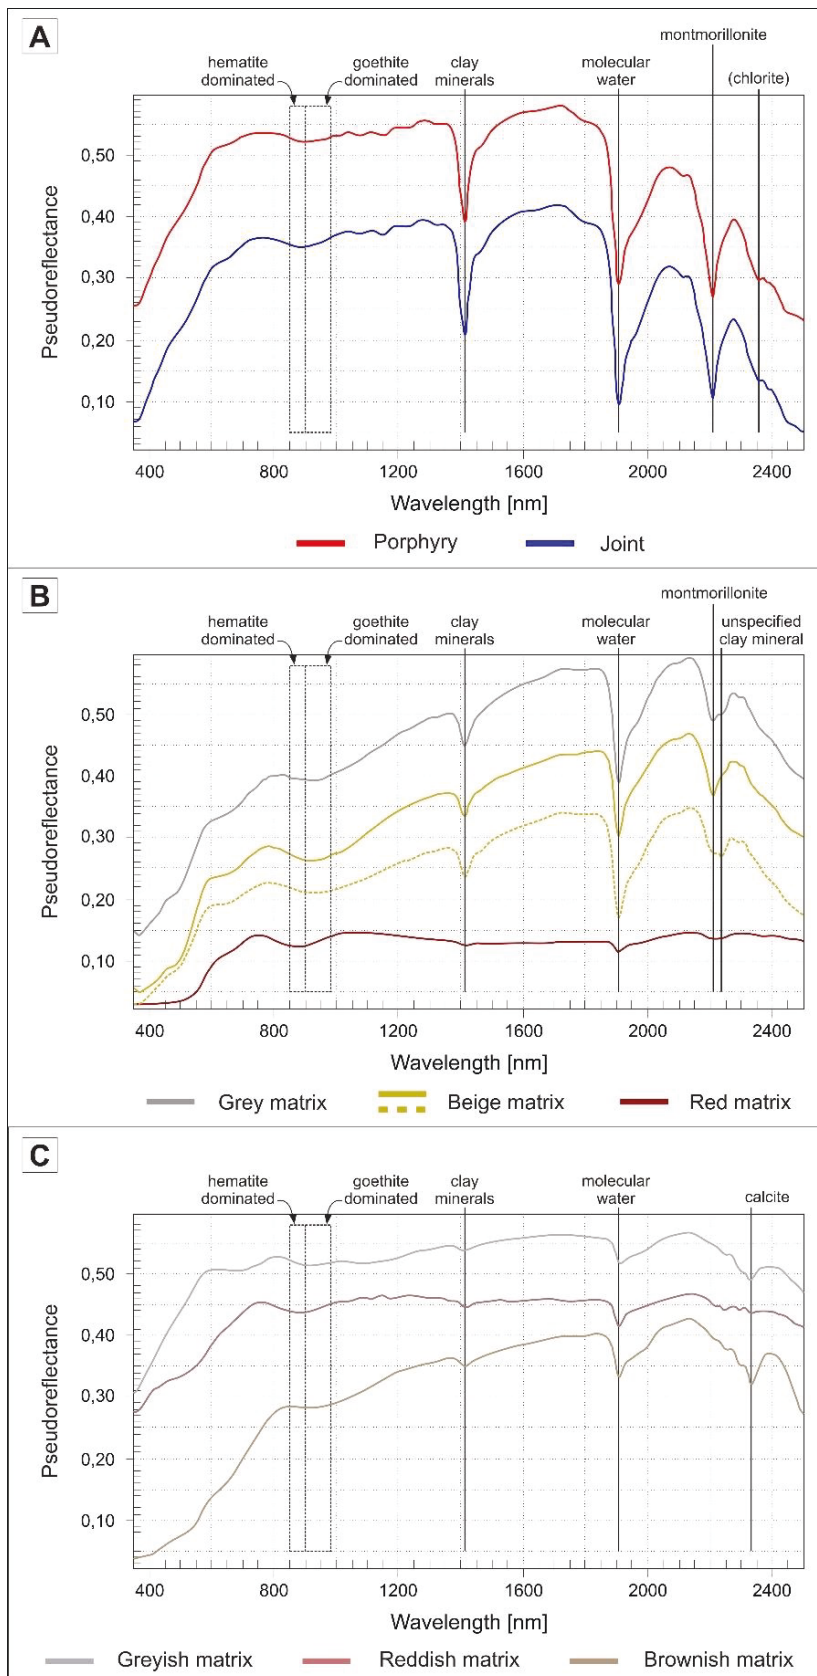 A
montmorillonite
hematite
dominated
goethite
dominated
clay
minerals
molecular
water
(chlorite)
0,50
0,40
0,30
0,20
0,10
Pseudoreflectance
400 800 1200 1600 2000 2400
Wavelength [nm]
Porphyry Joint
B
montmorillonite
hematite
dominated
goethite
dominated
clay
minerals
molecular
water
unspecified
clay mineral
0,50
0,40
0,30
0,20
0,10
Pseudoreflectance
400 800 1200 1600 2000 2400
Wavelength [nm]
Grey matrix Beige matrix Red matrix
C
hematite
dominated
goethite
dominated
clay
minerals
molecular
water
calcite
0,50
0,40
0,30
0,20
0,10
Pseudoreflectance
400 800 1200 1600 2000 2400
Wavelength [nm]
Greyish matrix Reddish matrix Brownish matrix